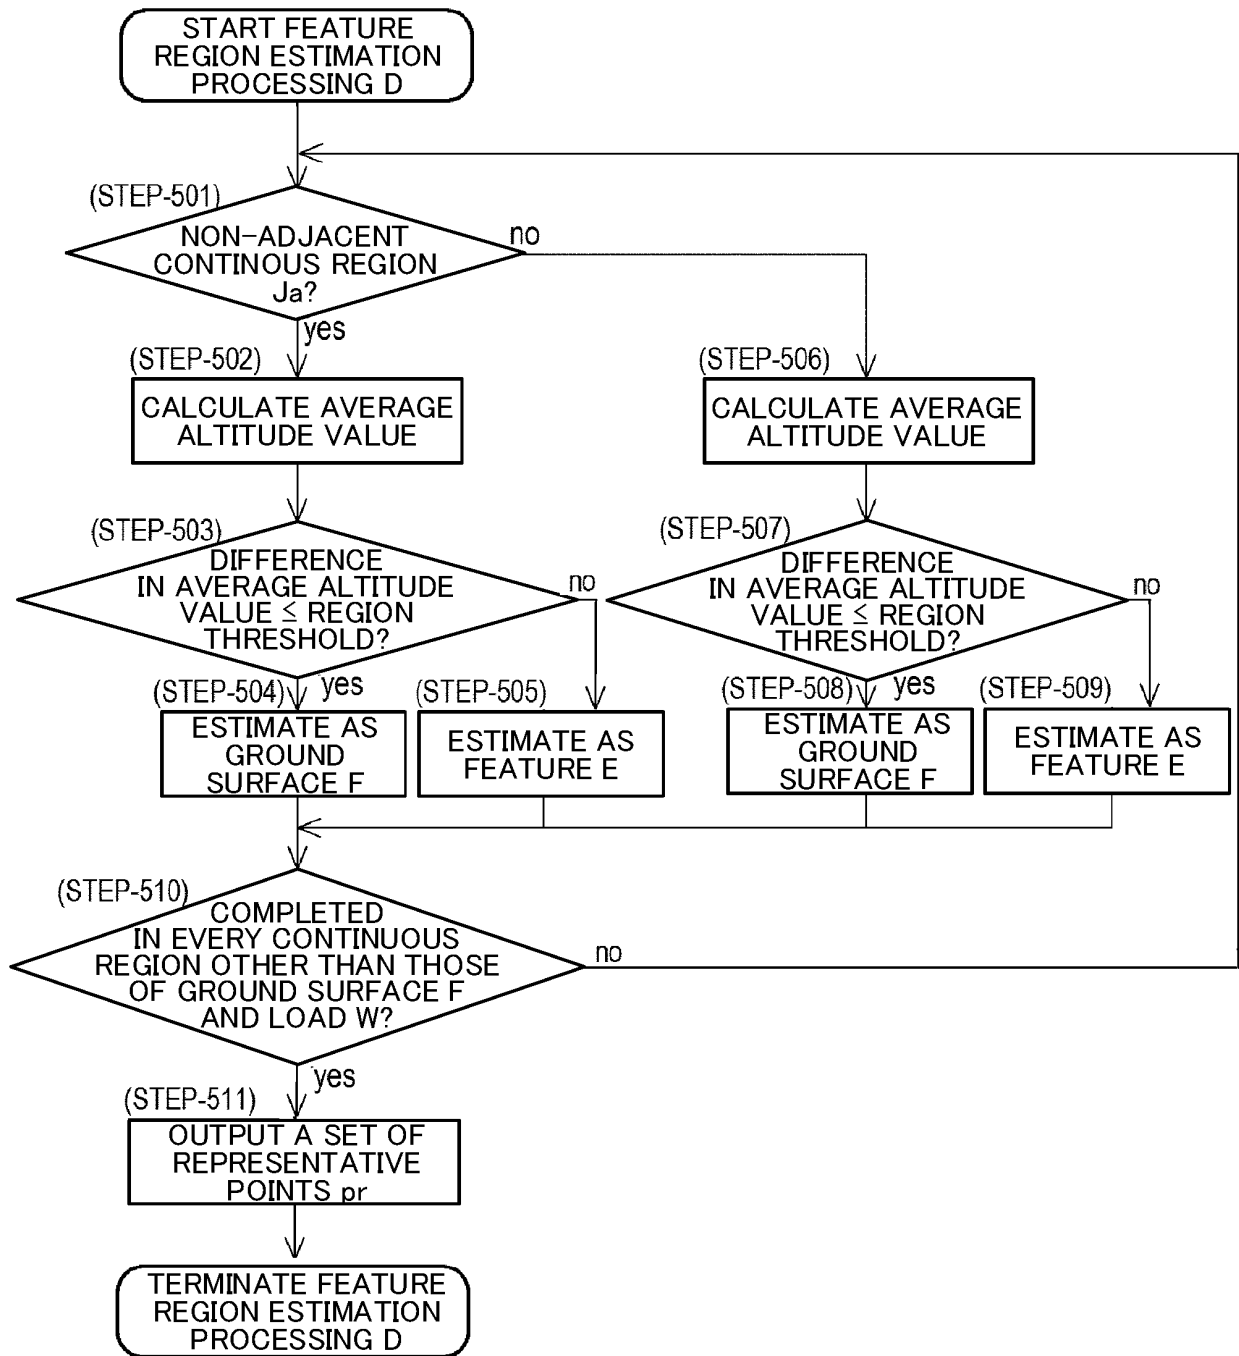 START FEATURE
REGION ESTIMATION
PROCESSING D
(STEP-501)
NON-ADJACENT
CONTINOUS REGION
Ja?
no
yes
(STEP-502)
CALCULATE AVERAGE
ALTITUDE VALUE
(STEP-506)
CALCULATE AVERAGE
ALTITUDE VALUE
(STEP-503)
DIFFERENCE
IN AVERAGE ALTITUDE
VALUE ≦ REGION
THRESHOLD?
no
yes
(STEP-507)
DIFFERENCE
IN AVERAGE ALTITUDE
VALUE ≦ REGION
THRESHOLD?
no
yes
(STEP-504)
ESTIMATE AS
GROUND
SURFACE F
(STEP-505)
ESTIMATE AS
FEATURE E
(STEP-508)
ESTIMATE AS
GROUND
SURFACE F
(STEP-509)
ESTIMATE AS
FEATURE E
(STEP-510)
COMPLETED
IN EVERY CONTINUOUS
REGION OTHER THAN THOSE
OF GROUND SURFACE F
AND LOAD W?
no
yes
(STEP-511)
OUTPUT A SET OF
REPRESENTATIVE
POINTS pr
TERMINATE FEATURE
REGION ESTIMATION
PROCESSING D